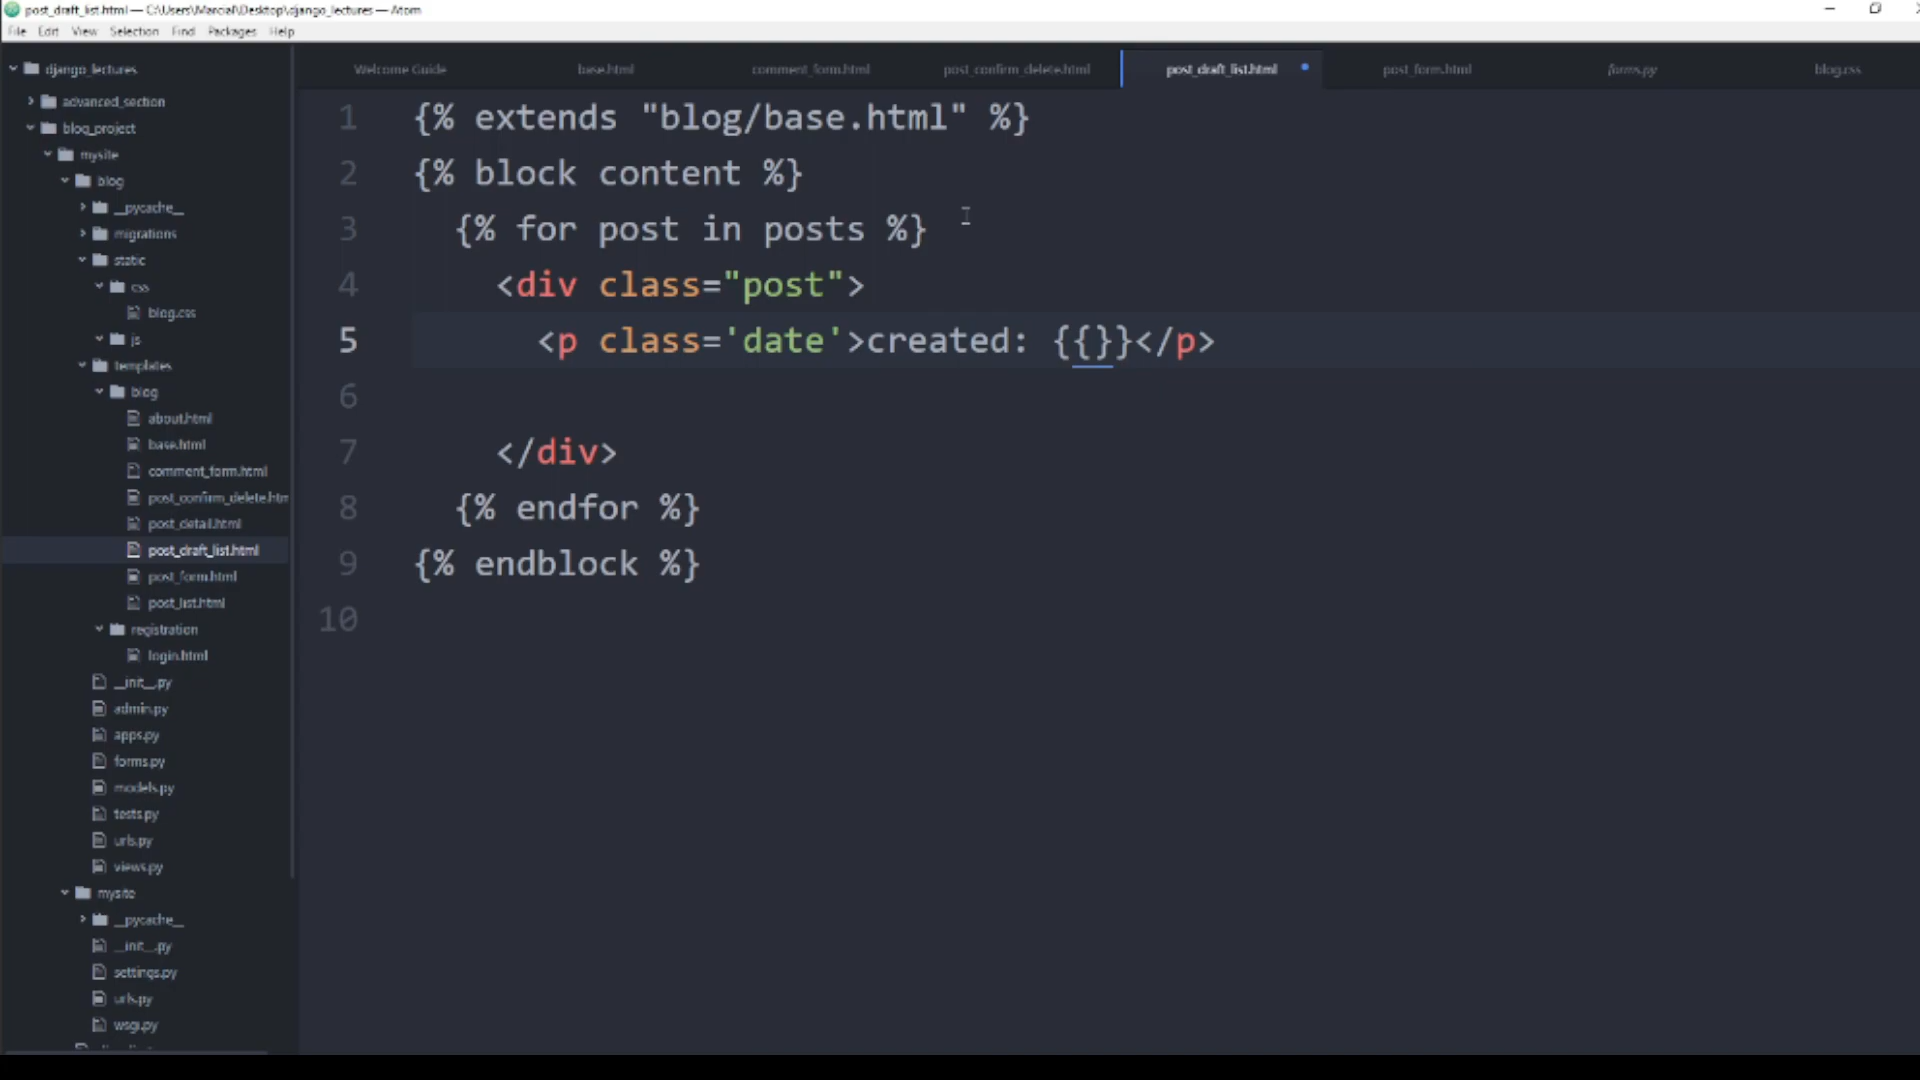 post_draft_list.html — C:\Users\Marcial\Desktop\django_lectures — Atom
File Edit View Selection Find Packages Help
django_lectures
advanced_section
blog_project
mysite
blog
__pycache__
migrations
static
css
blog.css
js
templates
blog
about.html
base.html
comment_form.html
post_confirm_delete.htm
post_detail.html
post_draft_list.html
post_form.html
post_list.html
registration
login.html
__init__.py
admin.py
apps.py
forms.py
models.py
tests.py
urls.py
views.py
mysite
__pycache__
__init__.py
settings.py
urls.py
wsgi.py
Welcome Guide base.html comment_form.html post_confirm_delete.html post_draft_list.html post_form.html forms.py blog.css
1 {% extends "blog/base.html" %}
2 {% block content %}
3 {% for post in posts %}
4 <div class="post">
5 <p class='date'>created: {{}}</p>
6
7 </div>
8 {% endfor %}
9 {% endblock %}
10